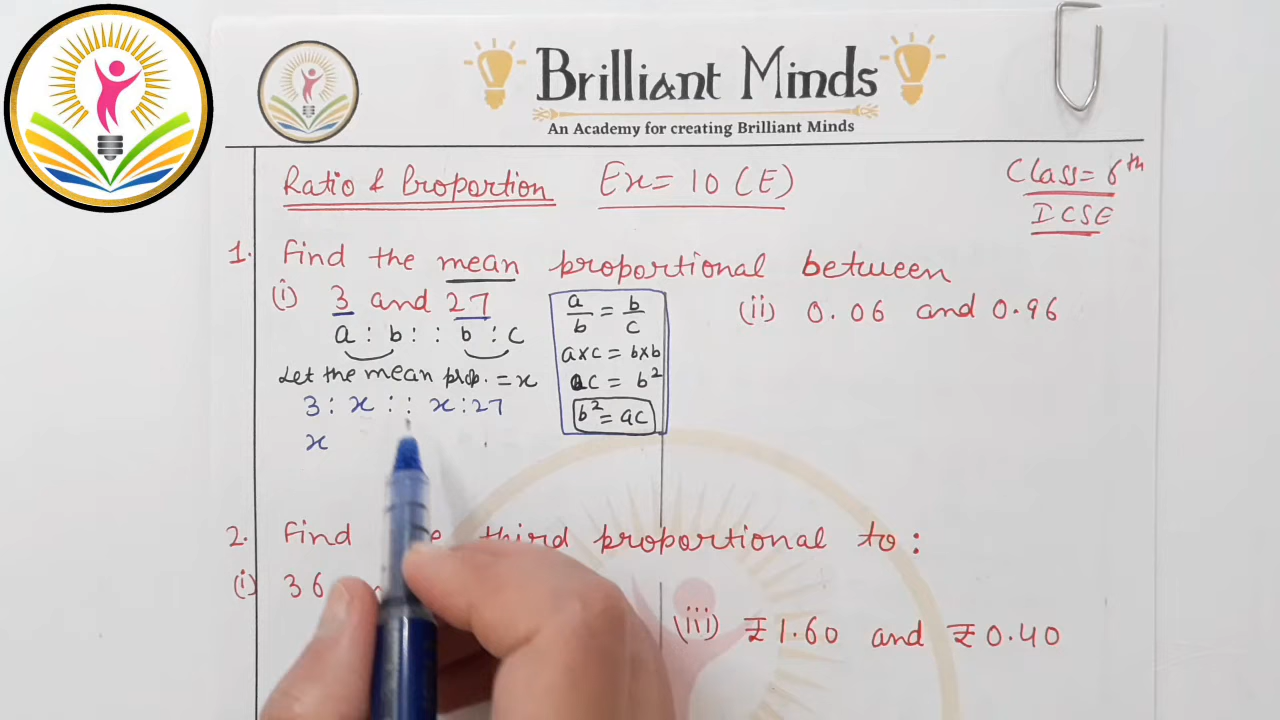 Brilliant Minds
An Academy for creating Brilliant Minds
Ratio & Proportion Ex = 10 (E)
Class = 6th
ICSE
1. Find the mean proportional between
(i) 3 and 27
a : b : : b : c
Let the mean prop. = x
3 : x : : x : 27
x
a/b = b/c
a×c = b×b
ac = b²
b² = ac
(ii) 0.06 and 0.96
2. Find third proportional to :
(i) 36
(iii) ₹1.60 and ₹0.40